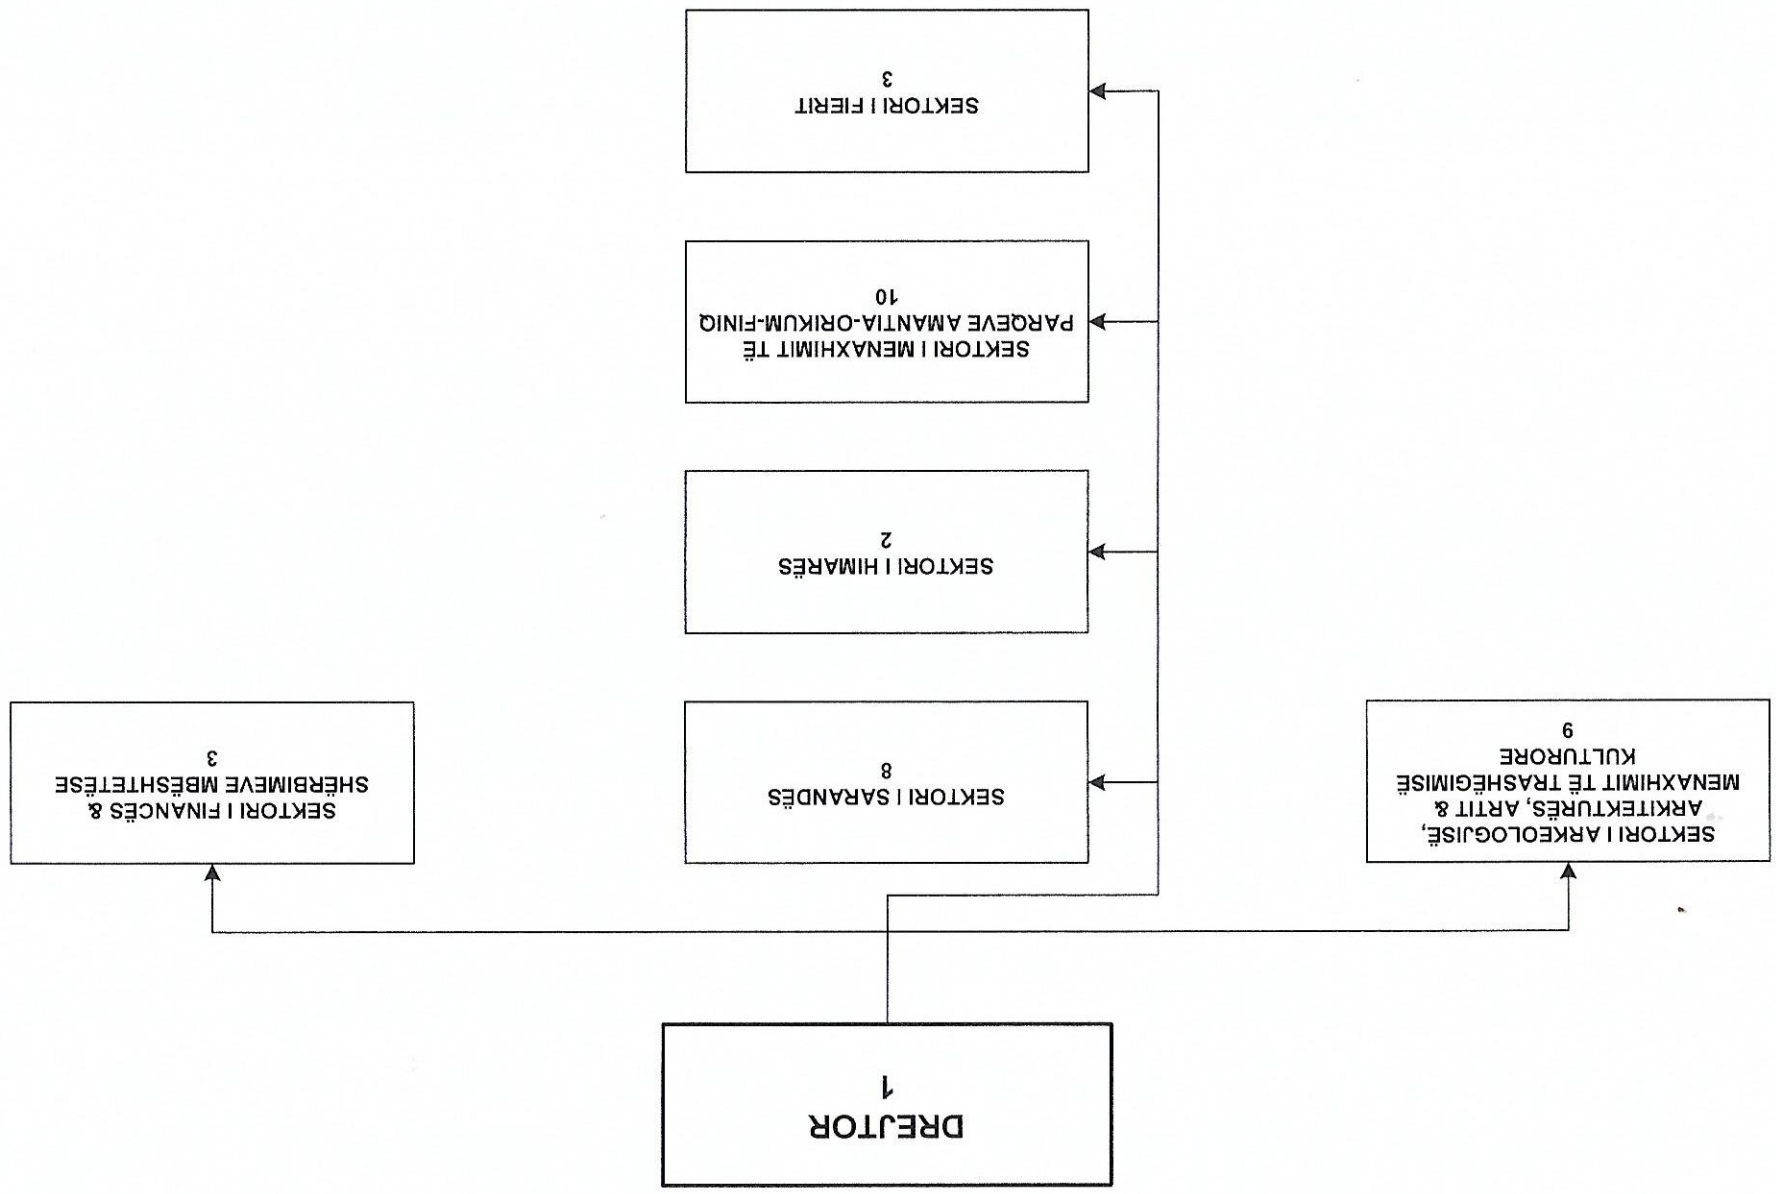 DREJTOR
1
SEKTORI I ARKEOLOGJISË,
ARKITEKTURËS, ARTIT &
MENAXHIMIT TË TRASHËGIMISË
KULTURORE
6
SEKTORI I SARANDËS
8
SEKTORI I FINANCËS &
SHËRBIMEVE MBËSHTETËSE
3
SEKTORI I HIMARËS
2
SEKTORI I MENAXHIMIT TË
PARQEVE AMANTIA-ORIKUM-FINIQ
10
SEKTORI I FIERIT
3